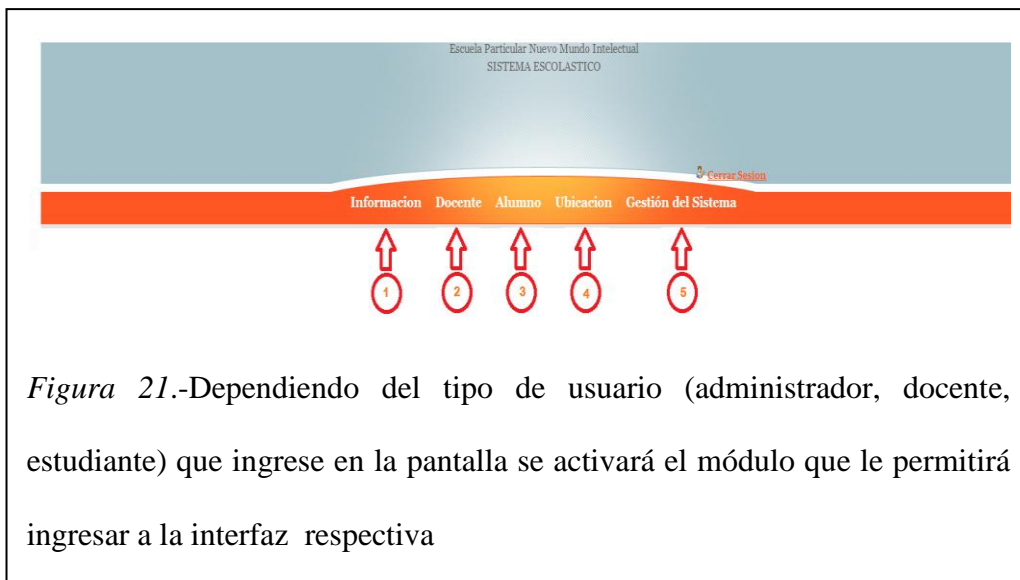 Escuela Particular Nuevo Mundo Intelectual
SISTEMA ESCOLASTICO
Cerrar Sesion
Informacion Docente Alumno Ubicacion Gestión del Sistema
1 2 3 4 5
Figura 21.-Dependiendo del tipo de usuario (administrador, docente,
estudiante) que ingrese en la pantalla se activará el módulo que le permitirá
ingresar a la interfaz respectiva